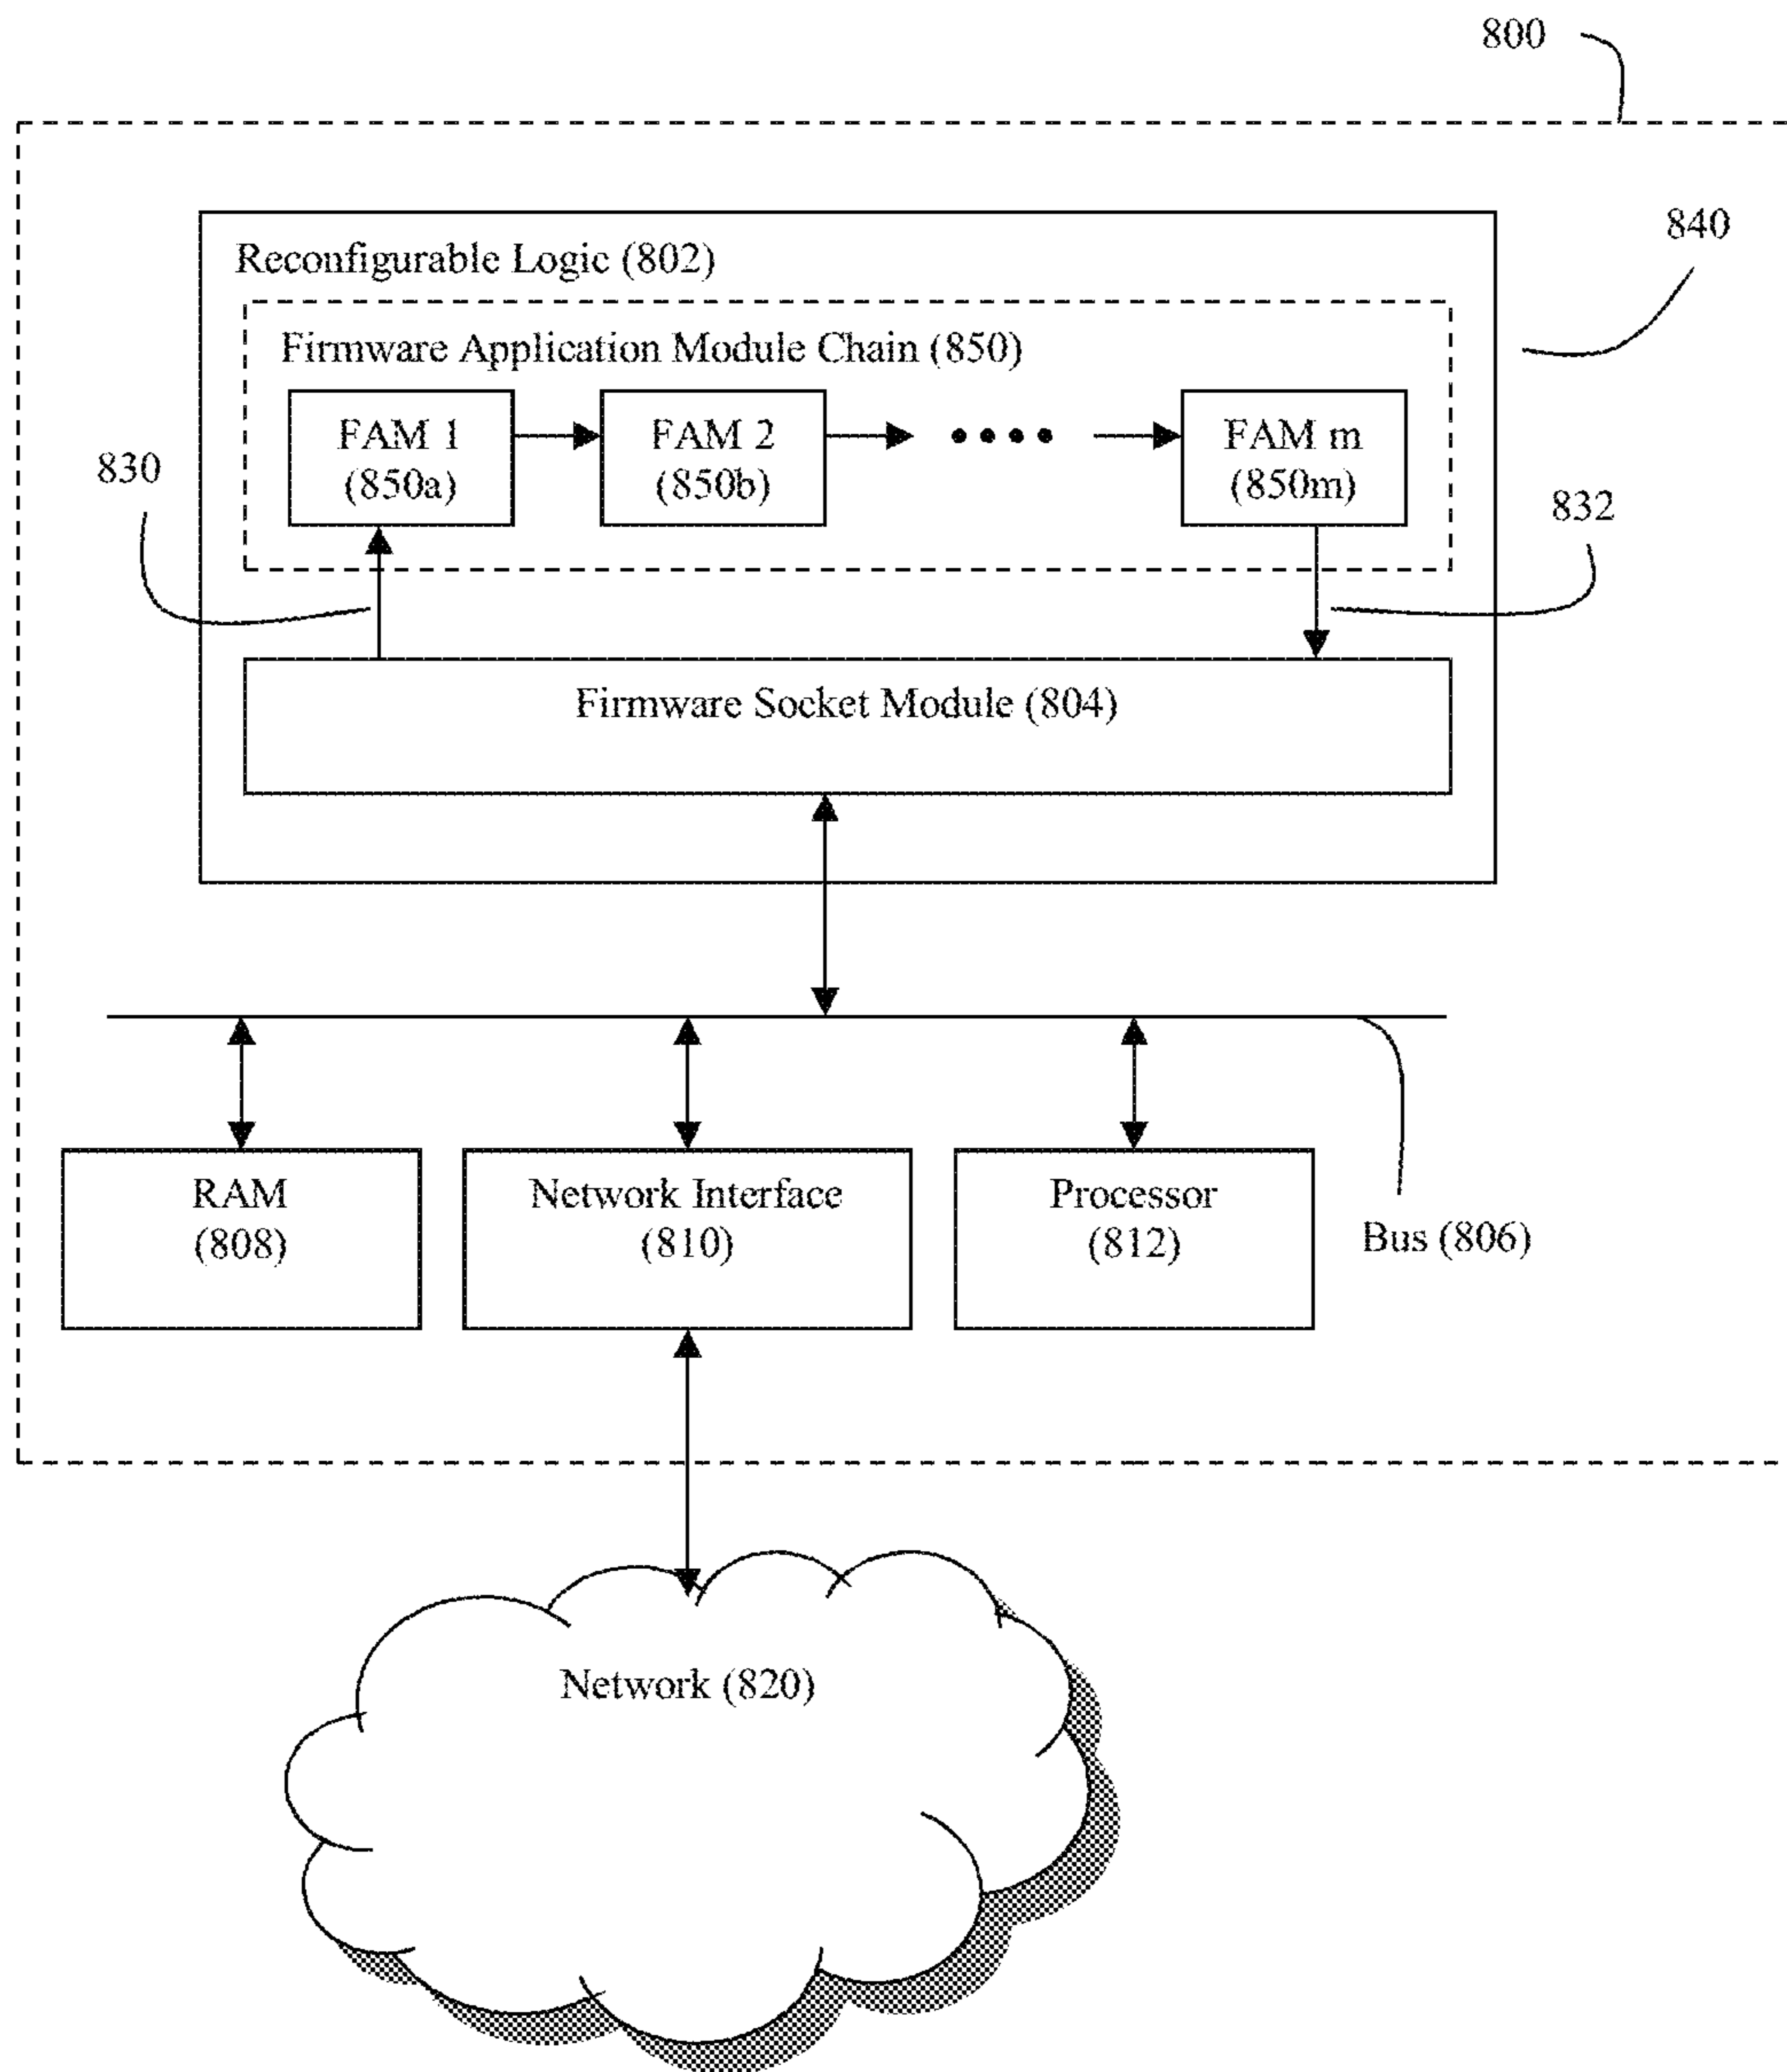 800
840
Reconfigurable Logic (802)
Firmware Application Module Chain (850)
FAM 1
(850a)
FAM 2
(850b)
FAM m
(850m)
830
832
Firmware Socket Module (804)
RAM
(808)
Network Interface
(810)
Processor
(812)
Bus (806)
Network (820)